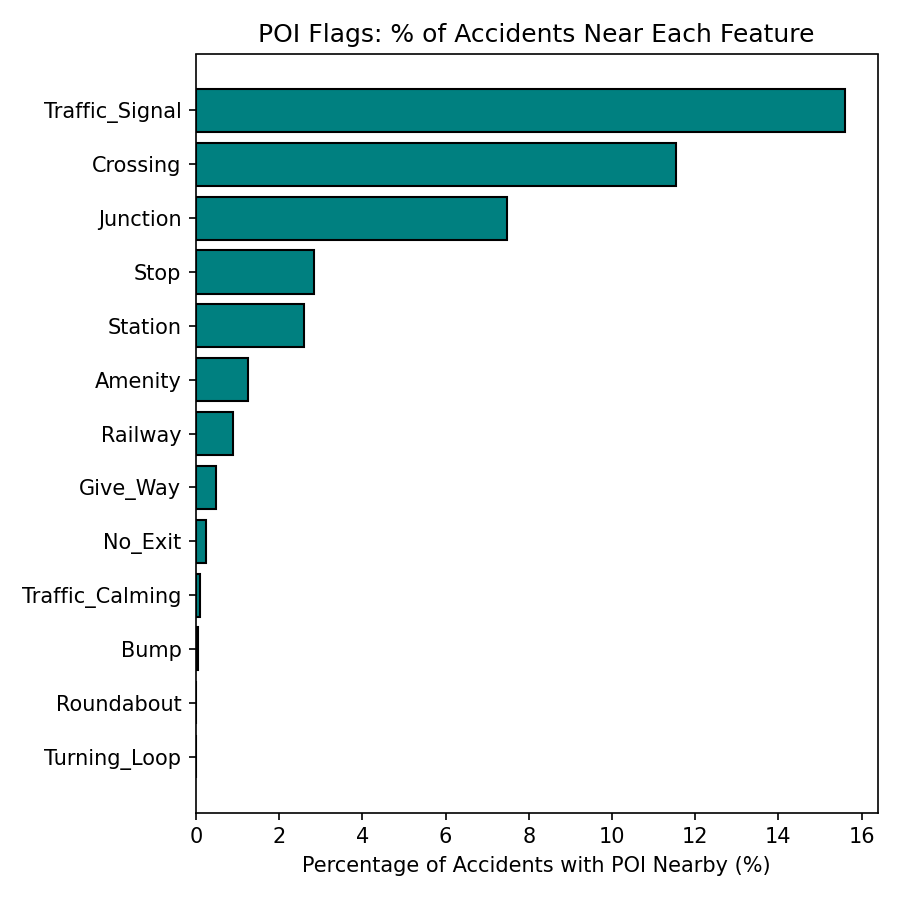 POI Flags: % of Accidents Near Each Feature
Traffic_Signal
Crossing
Junction
Stop
Station
Amenity
Railway
Give_Way
No_Exit
Traffic_Calming
Bump
Roundabout
Turning_Loop
0 2 4 6 8 10 12 14 16
Percentage of Accidents with POI Nearby (%)